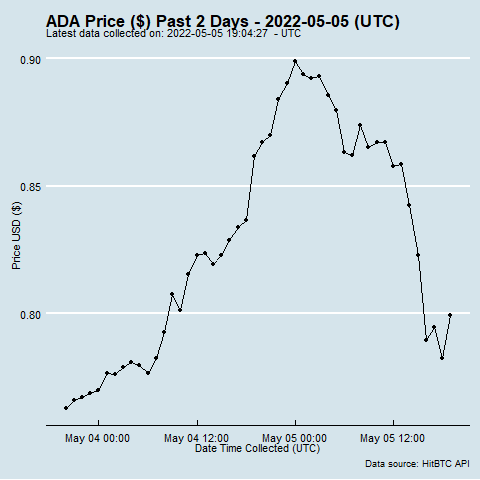 ADA Price ($) Past 2 Days - 2022-05-05 (UTC)
Latest data collected on: 2022-05-05 19:04:27 - UTC
0.90
0.85
Price USD ($)
0.80
May 04 00:00 May 04 12:00 May 05 00:00 May 05 12:00
Date Time Collected (UTC)
Data source: HitBTC API